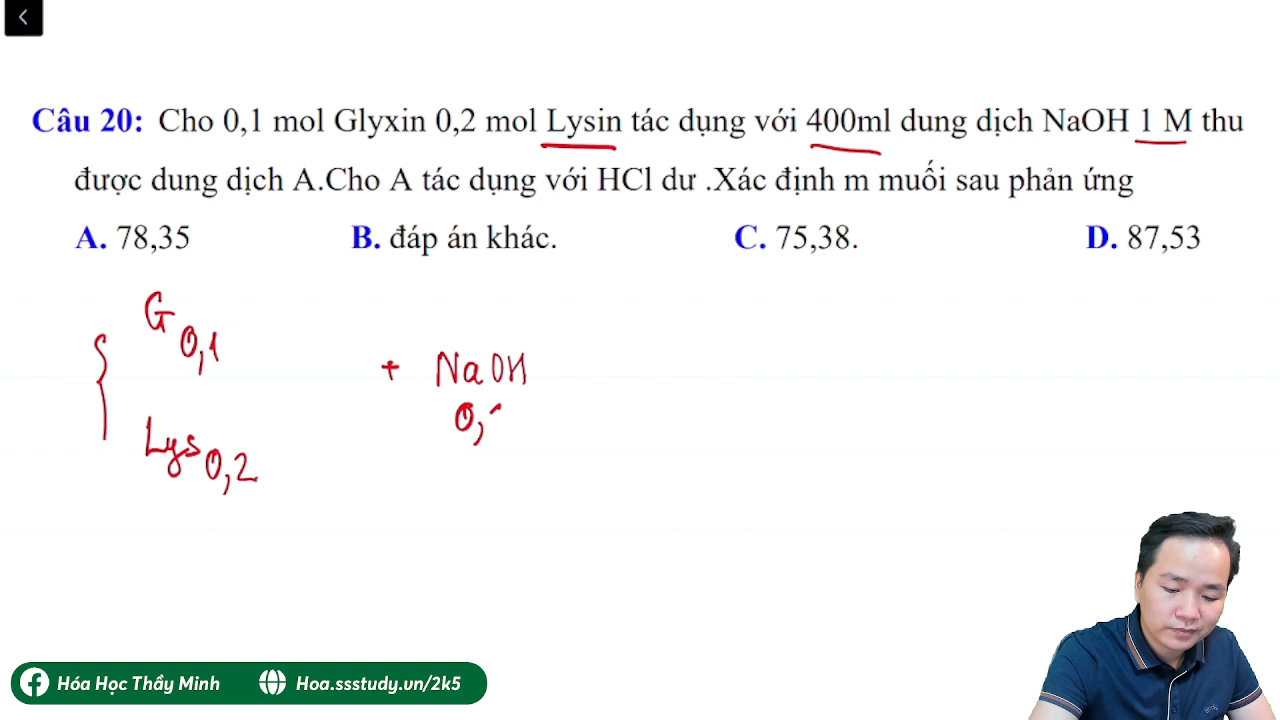 Câu 20: Cho 0,1 mol Glyxin 0,2 mol Lysin tác dụng với 400ml dung dịch NaOH 1 M thu
được dung dịch A.Cho A tác dụng với HCl dư .Xác định m muối sau phản ứng
A. 78,35 B. đáp án khác. C. 75,38. D. 87,53
G 0,1
+ NaOH
0,
Lys 0,2
Hóa Học Thầy Minh Hoa.ssstudy.vn/2k5